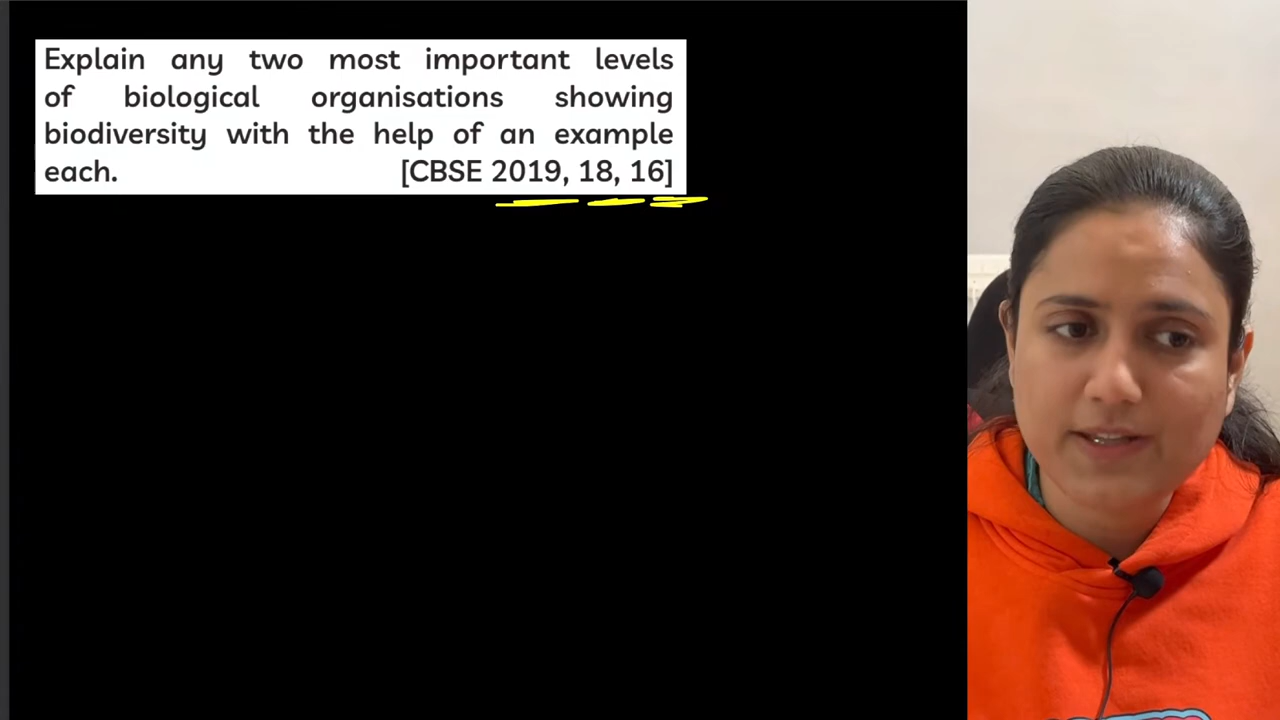 Explain any two most important levels
of biological organisations showing
biodiversity with the help of an example
each. [CBSE 2019, 18, 16]